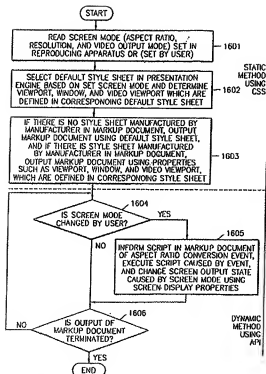 START
READ SCREEN MODE (ASPECT RATIO,
RESOLUTION, AND VIDEO OUTPUT MODE) SET IN
REPRODUCING APPARATUS OR (SET BY USER)
1601
SELECT DEFAULT STYLE SHEET IN PRESENTATION
ENGINE BASED ON SET SCREEN MODE AND DETERMINE
VIEWPORT, WINDOW, AND VIDEO VIEWPORT WHICH ARE
DEFINED IN CORRESPONDING DEFAULT STYLE SHEET
1602
STATIC
METHOD
USING
CSS
IF THERE IS NO STYLE SHEET MANUFACTURED BY
MANUFACTURER IN MARKUP DOCUMENT, OUTPUT
MARKUP DOCUMENT USING DEFAULT STYLE SHEET,
AND IF THERE IS STYLE SHEET MANUFACTURED
BY MANUFACTURER IN MARKUP DOCUMENT,
OUTPUT MARKUP DOCUMENT USING PROPERTIES
SUCH AS VIEWPORT, WINDOW, AND VIDEO VIEWPORT,
WHICH ARE DEFINED IN CORRESPONDING STYLE SHEET
1603
1604
IS SCREEN MODE
CHANGED BY USER?
YES
NO
1605
INFORM SCRIPT IN MARKUP DOCUMENT
OF ASPECT RATIO CONVERSION EVENT,
EXECUTE SCRIPT CAUSED BY EVENT,
AND CHANGE SCREEN OUTPUT STATE
CAUSED BY SCREEN MODE USING
SCREEN DISPLAY PROPERTIES
1606
NO
IS OUTPUT OF
MARKUP DOCUMENT
TERMINATED?
YES
DYNAMIC
METHOD
USING
API
END